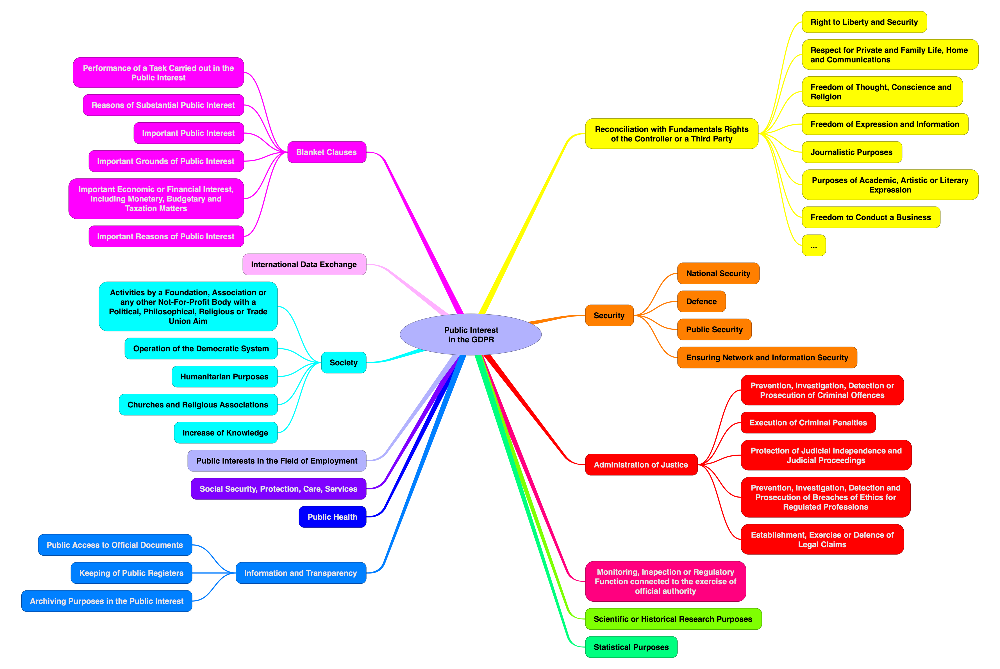 Public Interest
in the GDPR
Blanket Clauses
Performance of a Task Carried out in the
Public Interest
Reasons of Substantial Public Interest
Important Public Interest
Important Grounds of Public Interest
Important Economic or Financial Interest,
including Monetary, Budgetary and
Taxation Matters
Important Reasons of Public Interest
International Data Exchange
Society
Activities by a Foundation, Association or
any other Not-For-Profit Body with a
Political, Philosophical, Religious or Trade
Union Aim
Operation of the Democratic System
Humanitarian Purposes
Churches and Religious Associations
Increase of Knowledge
Public Interests in the Field of Employment
Social Security, Protection, Care, Services
Public Health
Information and Transparency
Public Access to Official Documents
Keeping of Public Registers
Archiving Purposes in the Public Interest
Reconciliation with Fundamentals Rights
of the Controller or a Third Party
Right to Liberty and Security
Respect for Private and Family Life, Home
and Communications
Freedom of Thought, Conscience and
Religion
Freedom of Expression and Information
Journalistic Purposes
Purposes of Academic, Artistic or Literary
Expression
Freedom to Conduct a Business
...
Security
National Security
Defence
Public Security
Ensuring Network and Information Security
Administration of Justice
Prevention, Investigation, Detection or
Prosecution of Criminal Offences
Execution of Criminal Penalties
Protection of Judicial Independence and
Judicial Proceedings
Prevention, Investigation, Detection and
Prosecution of Breaches of Ethics for
Regulated Professions
Establishment, Exercise or Defence of
Legal Claims
Monitoring, Inspection or Regulatory
Function connected to the exercise of
official authority
Scientific or Historical Research Purposes
Statistical Purposes